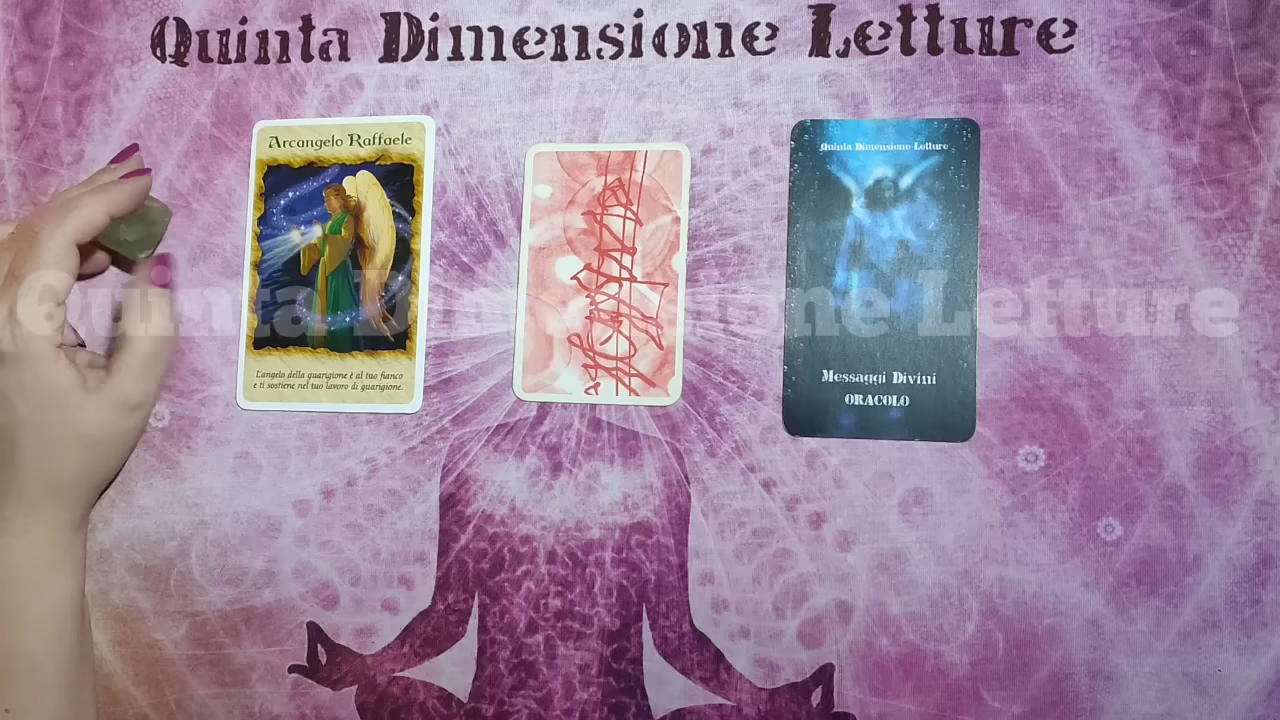 Quinta Dimensione Letture
Arcangelo Raffaele
L'angelo della guarigione è al tuo fianco
e ti sostiene nel tuo lavoro di guarigione.
Quinta Dimensione Letture
Messaggi Divini
ORACOLO
Quinta Dimensione Letture